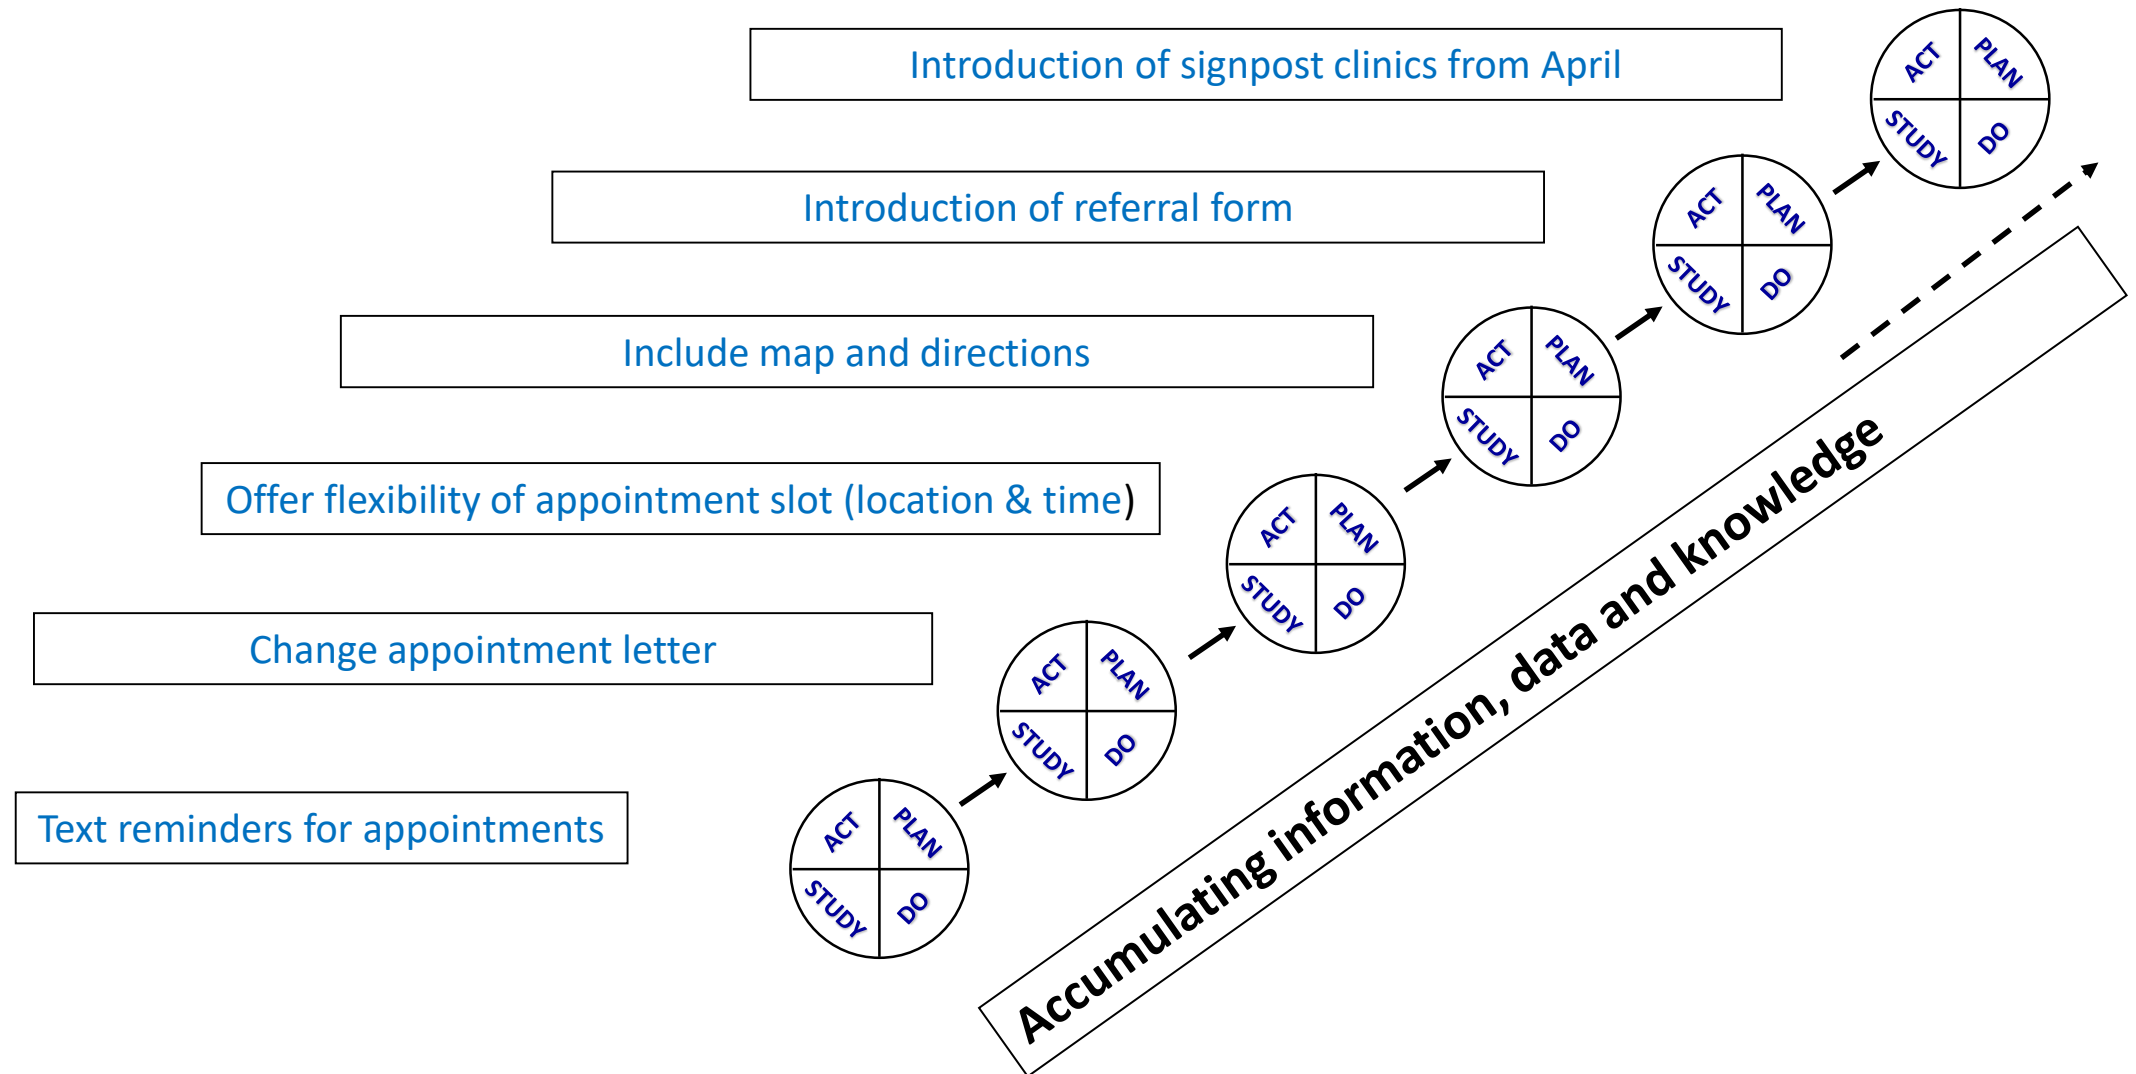 Introduction of signpost clinics from April
ACT
PLAN
STUDY
DO
Introduction of referral form
ACT
PLAN
STUDY
DO
Include map and directions
ACT
PLAN
STUDY
DO
Offer flexibility of appointment slot (location & time)
ACT
PLAN
STUDY
DO
Change appointment letter
ACT
PLAN
STUDY
DO
Text reminders for appointments
ACT
PLAN
STUDY
DO
Accumulating information, data and knowledge